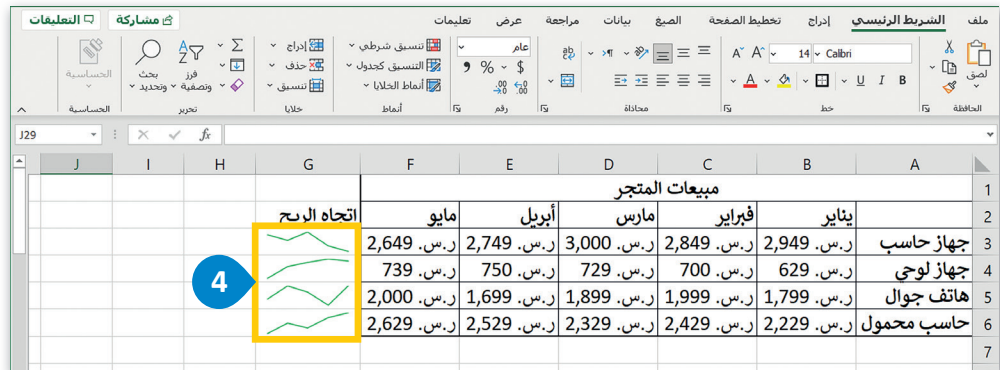 ملف الشريط الرئيسي إدراج تخطيط الصفحة الصيغ بيانات مراجعة عرض تعليمات مشاركة التعليقات
لصق
Calibri 14 A^ A˅
B I U A
ab
عام
$ % 9
.00 .0
تنسيق شرطي
التنسيق كجدول
أنماط الخلايا
إدراج
حذف
تنسيق
Σ
فرز وتصفية
بحث وتحديد
الحساسية
الحافظة خط محاذاة رقم أنماط خلايا تحرير الحساسية
J29 fx
A B C D E F G H I J
1 مبيعات المتجر
2 يناير فبراير مارس أبريل مايو اتجاه الربح
3 جهاز حاسب ر.س. 2,949 ر.س. 2,849 ر.س. 3,000 ر.س. 2,749 ر.س. 2,649
4 جهاز لوحي ر.س. 629 ر.س. 700 ر.س. 729 ر.س. 750 ر.س. 739
5 هاتف جوال ر.س. 1,799 ر.س. 1,999 ر.س. 1,899 ر.س. 1,699 ر.س. 2,000
6 حاسب محمول ر.س. 2,229 ر.س. 2,429 ر.س. 2,329 ر.س. 2,529 ر.س. 2,629
7
4